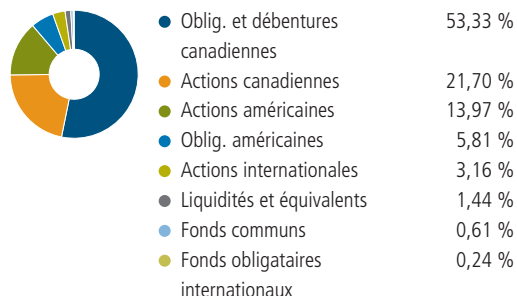 Oblig. et débentures 53,33 %
canadiennes
Actions canadiennes 21,70 %
Actions américaines 13,97 %
Oblig. américaines 5,81 %
Actions internationales 3,16 %
Liquidités et équivalents 1,44 %
Fonds communs 0,61 %
Fonds obligataires 0,24 %
internationaux